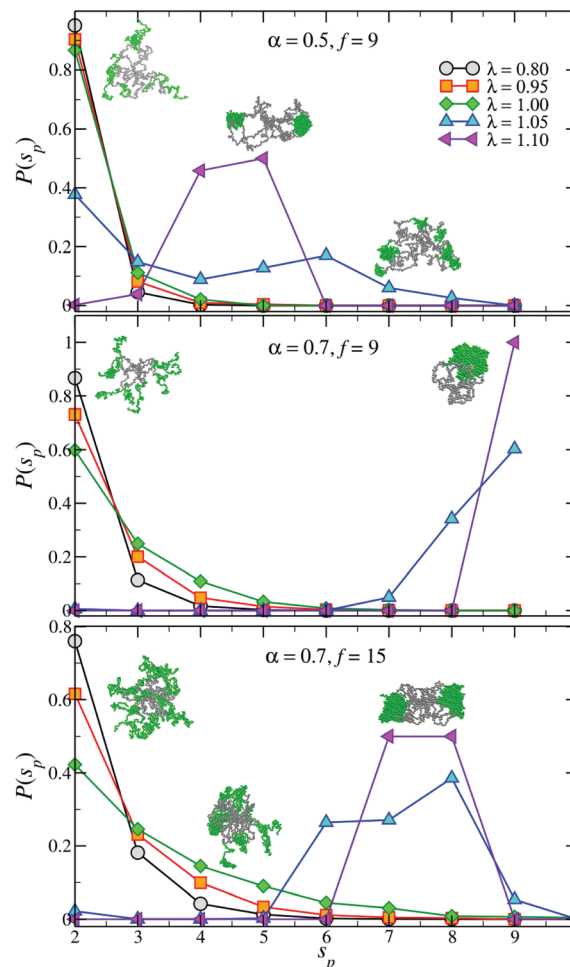 α = 0.5, f = 9
λ = 0.80
λ = 0.95
λ = 1.00
λ = 1.05
λ = 1.10
P(s_p)
0.8
0.6
0.4
0.2
0
α = 0.7, f = 9
P(s_p)
1
0.8
0.6
0.4
0.2
0
α = 0.7, f = 15
P(s_p)
0.8
0.6
0.4
0.2
0
2 3 4 5 6 7 8 9
s_p